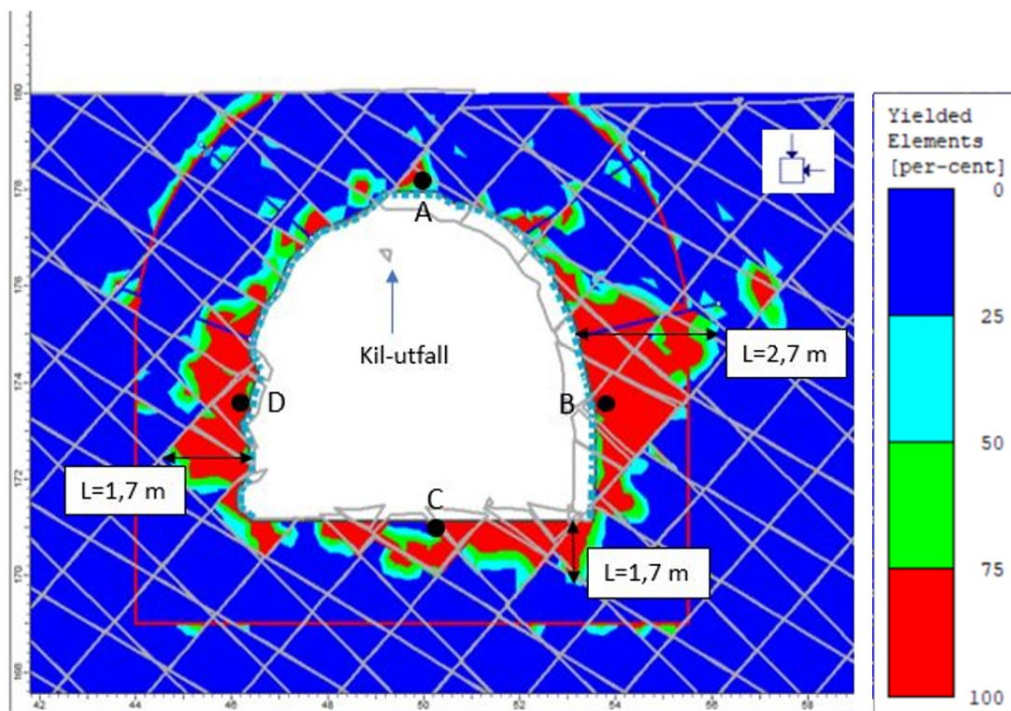 Yielded
Elements
[per-cent]
0
25
50
75
100
A
Kil-utfall
L=2,7 m
B
D
L=1,7 m
C
L=1,7 m
180
178
176
174
172
170
168
42
44
46
48
50
52
54
56
58